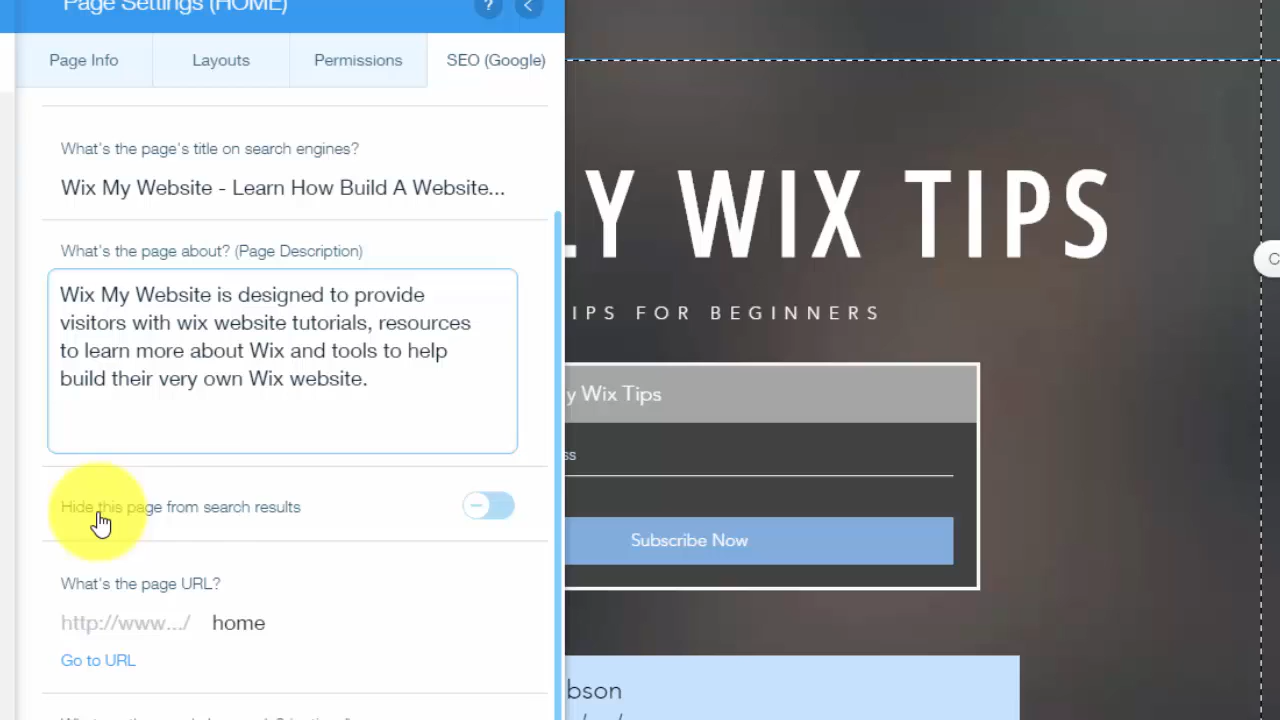 Page Settings (HOME)
?
Page Info
Layouts
Permissions
SEO (Google)
What's the page's title on search engines?
Wix My Website - Learn How Build A Website...
What's the page about? (Page Description)
Wix My Website is designed to provide
visitors with wix website tutorials, resources
to learn more about Wix and tools to help
build their very own Wix website.
Hide this page from search results
What's the page URL?
http://www.../ home
Go to URL
LY WIX TIPS
IPS FOR BEGINNERS
y Wix Tips
ss
Subscribe Now
bson
C